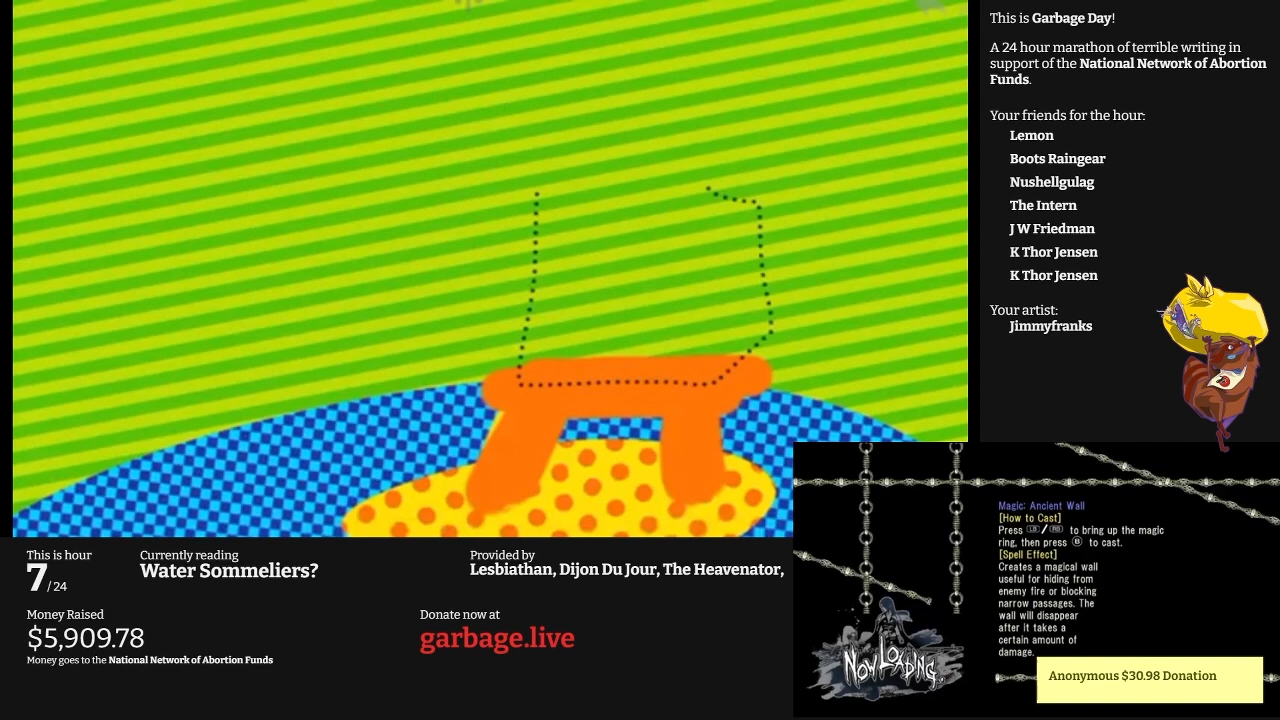 This is Garbage Day!
A 24 hour marathon of terrible writing in
support of the National Network of Abortion
Funds.
Your friends for the hour:
Lemon
Boots Raingear
Nushellgulag
The Intern
J W Friedman
K Thor Jensen
K Thor Jensen
Your artist:
Jimmyfranks
This is hour
7/24
Currently reading
Water Sommeliers?
Provided by
Lesbiathan, Dijon Du Jour, The Heavenator,
Money Raised
$5,909.78
Money goes to the National Network of Abortion Funds
Donate now at
garbage.live
Magic: Ancient Wall
[How to Cast]
Press LB / RB to bring up the magic
ring, then press B to cast.
[Spell Effect]
Creates a magical wall
useful for hiding from
enemy fire or blocking
narrow passages. The
wall will disappear
after it takes a
certain amount of
damage.
Now Loading.
Anonymous $30.98 Donation